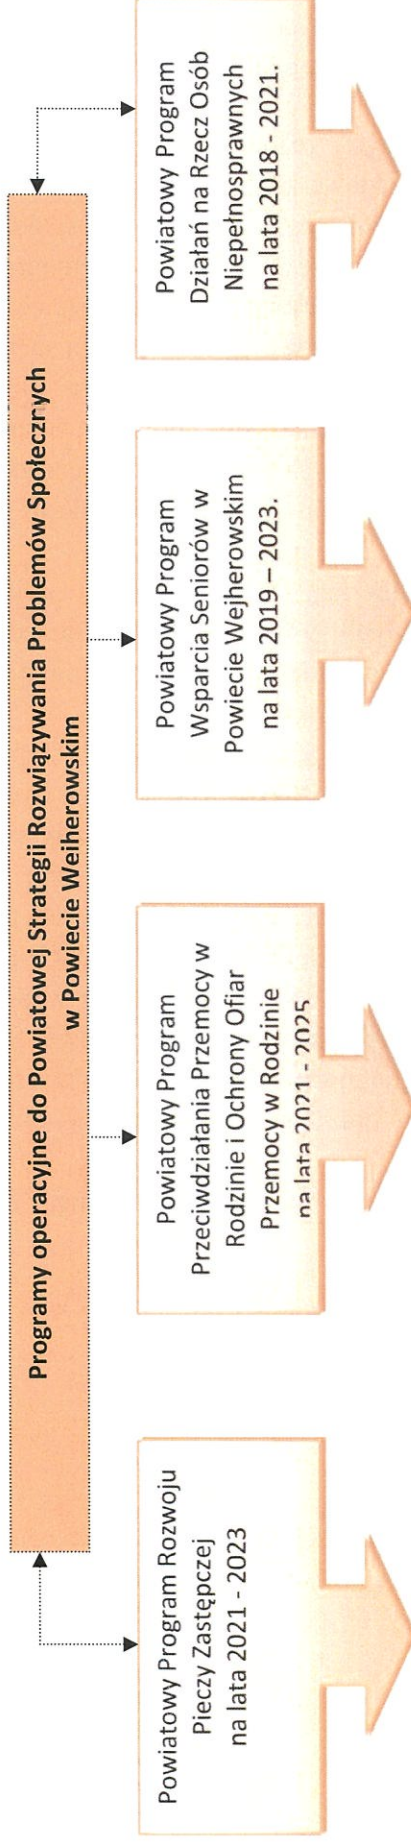 Programy operacyjne do Powiatowej Strategii Rozwiązywania Problemów Społecznych
w Powiecie Weiherowskim
Powiatowy Program Rozwoju
Pieczy Zastępczej
na lata 2021 - 2023
Powiatowy Program
Przeciwdziałania Przemocy w
Rodzinie i Ochrony Ofiar
Przemocy w Rodzinie
na lata 2021 - 2025
Powiatowy Program
Wsparcia Seniorów w
Powiecie Wejherowskim
na lata 2019 – 2023.
Powiatowy Program
Działań na Rzecz Osób
Niepełnosprawnych
na lata 2018 - 2021.